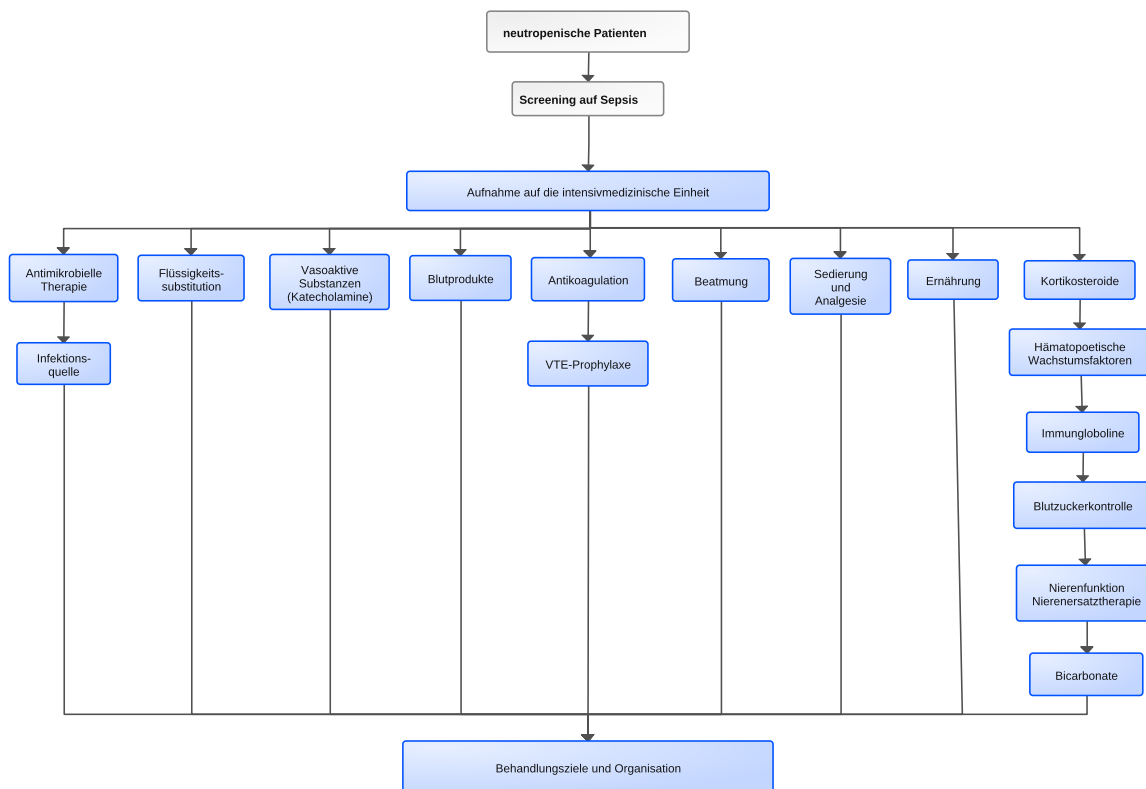 neutropenische Patienten
Screening auf Sepsis
Aufnahme auf die intensivmedizinische Einheit
Antimikrobielle
Therapie
Flüssigkeits-
substitution
Vasoaktive
Substanzen
(Katecholamine)
Blutprodukte
Antikoagulation
Beatmung
Sedierung
und
Analgesie
Ernährung
Kortikosteroide
Infektions-
quelle
VTE-Prophylaxe
Hämatopoetische
Wachstumsfaktoren
Immungloboline
Blutzuckerkontrolle
Nierenfunktion
Nierenersatztherapie
Bicarbonate
Behandlungsziele und Organisation